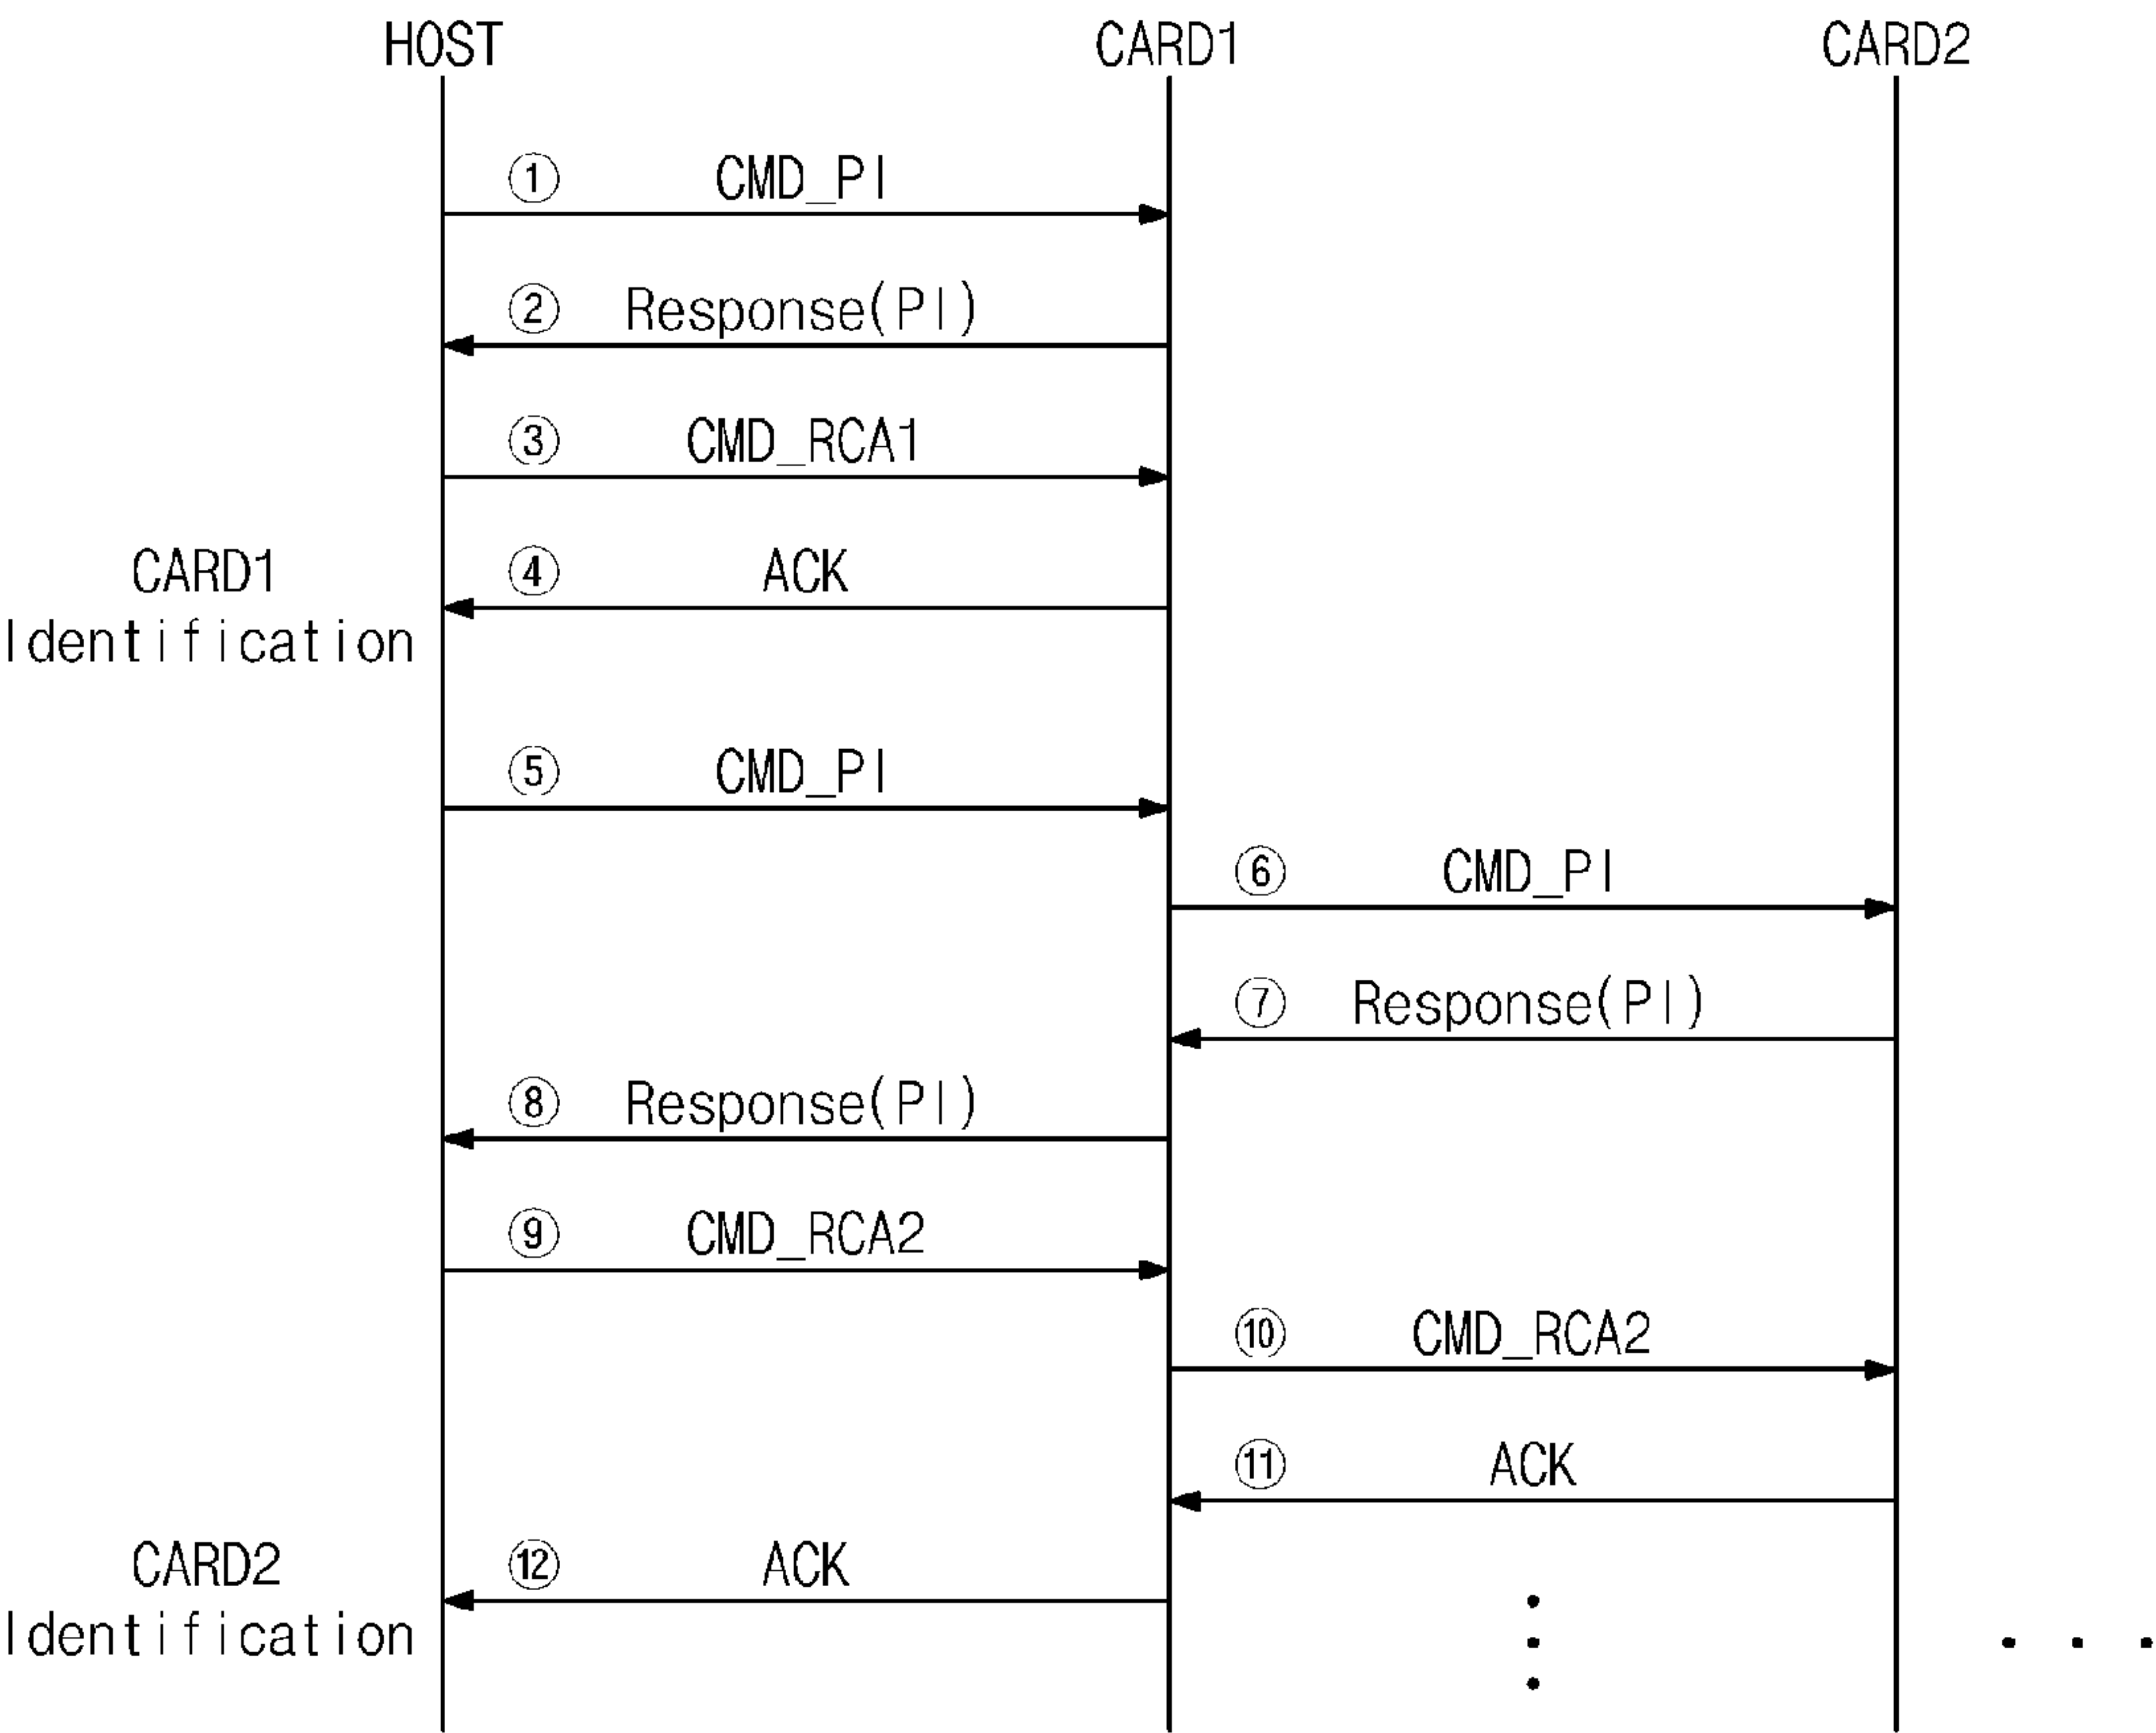 HOST CARD1 CARD2
① CMD_PI
② Response(PI)
③ CMD_RCA1
CARD1 ④ ACK
Identification
⑤ CMD_PI
⑥ CMD_PI
⑦ Response(PI)
⑧ Response(PI)
⑨ CMD_RCA2
⑩ CMD_RCA2
⑪ ACK
CARD2 ⑫ ACK
Identification